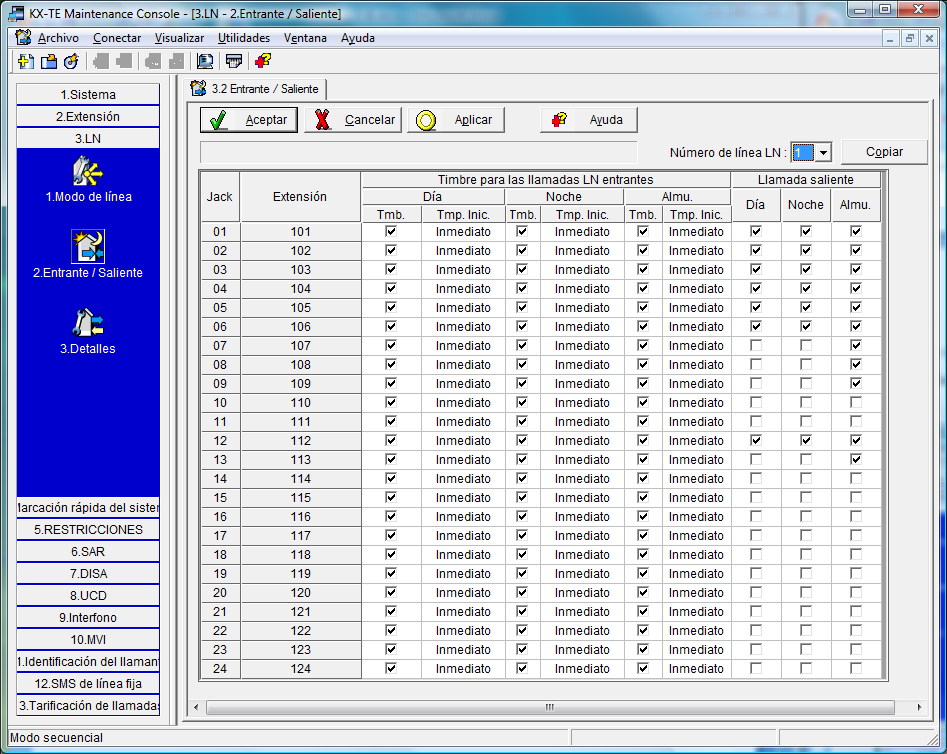 KX-TE Maintenance Console - [3.LN - 2.Entrante / Saliente]
Archivo Conectar Visualizar Utilidades Ventana Ayuda
1.Sistema
2.Extensión
3.LN
1.Modo de línea
2.Entrante / Saliente
3.Detalles
Marcación rápida del sister
5.RESTRICCIONES
6.SAR
7.DISA
8.UCD
9.Interfono
10.MVI
1.Identificación del llamant
12.SMS de línea fija
3.Tarificación de llamadas
3.2 Entrante / Saliente
Aceptar Cancelar Aplicar Ayuda
Número de línea LN : 1 Copiar
Jack Extensión Timbre para las llamadas LN entrantes Llamada saliente
Día Noche Almu. Día Noche Almu.
Tmb. Tmp. Inic. Tmb. Tmp. Inic. Tmb. Tmp. Inic.
01 101 Inmediato Inmediato Inmediato
02 102 Inmediato Inmediato Inmediato
03 103 Inmediato Inmediato Inmediato
04 104 Inmediato Inmediato Inmediato
05 105 Inmediato Inmediato Inmediato
06 106 Inmediato Inmediato Inmediato
07 107 Inmediato Inmediato Inmediato
08 108 Inmediato Inmediato Inmediato
09 109 Inmediato Inmediato Inmediato
10 110 Inmediato Inmediato Inmediato
11 111 Inmediato Inmediato Inmediato
12 112 Inmediato Inmediato Inmediato
13 113 Inmediato Inmediato Inmediato
14 114 Inmediato Inmediato Inmediato
15 115 Inmediato Inmediato Inmediato
16 116 Inmediato Inmediato Inmediato
17 117 Inmediato Inmediato Inmediato
18 118 Inmediato Inmediato Inmediato
19 119 Inmediato Inmediato Inmediato
20 120 Inmediato Inmediato Inmediato
21 121 Inmediato Inmediato Inmediato
22 122 Inmediato Inmediato Inmediato
23 123 Inmediato Inmediato Inmediato
24 124 Inmediato Inmediato Inmediato
Modo secuencial